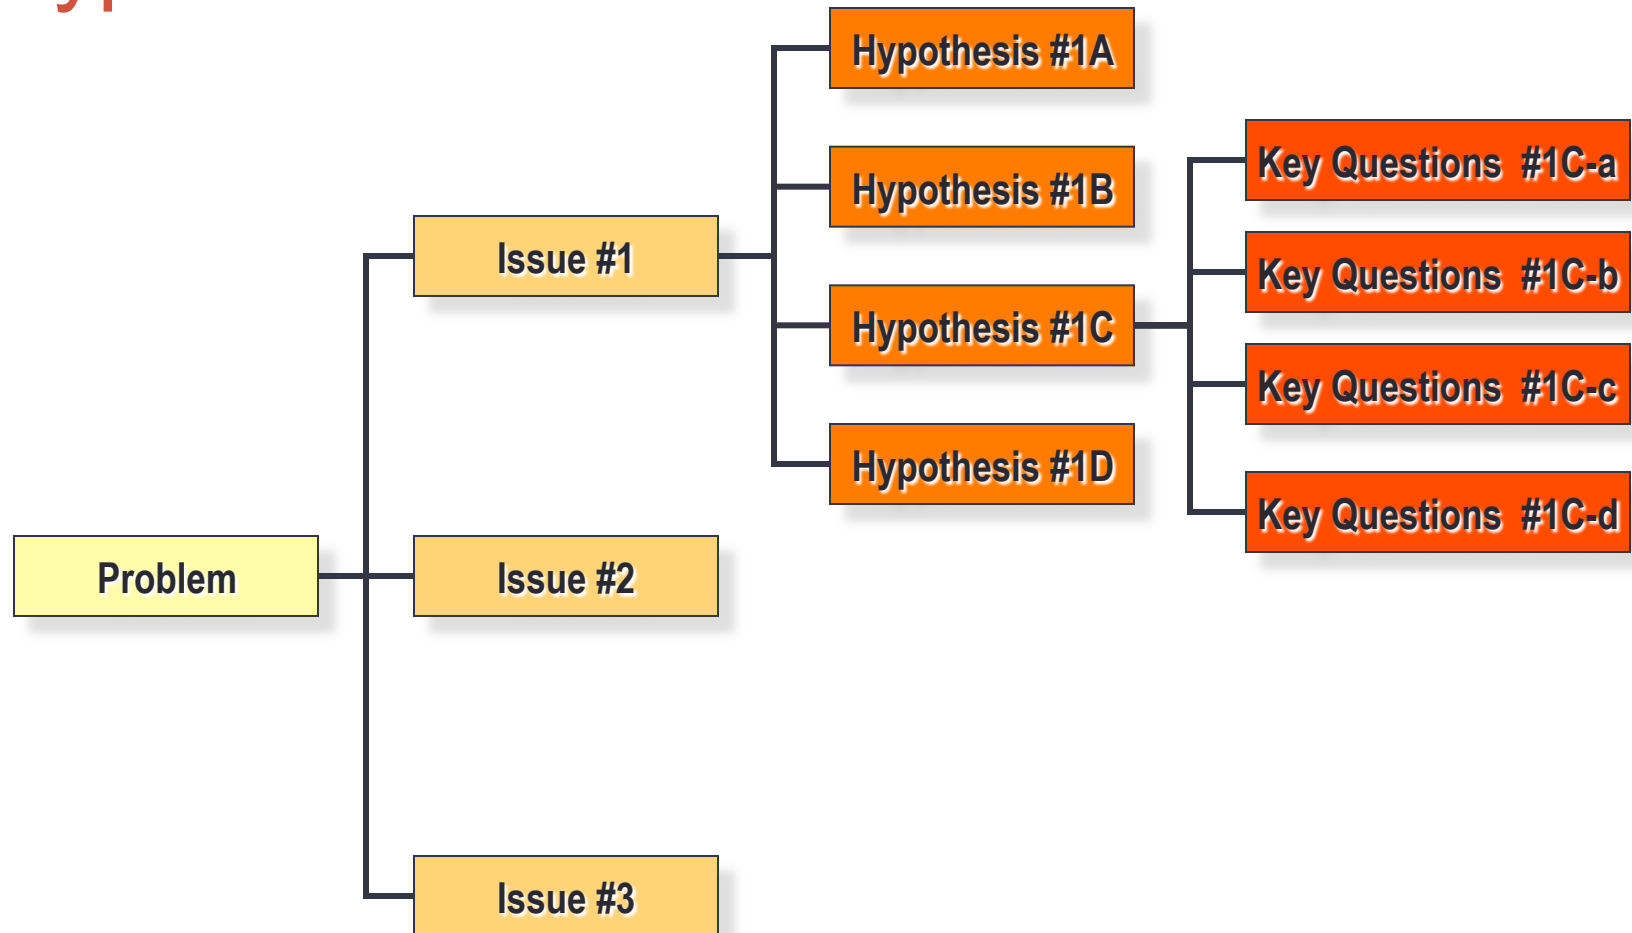 Hypothesis #1A
Key Questions #1C-a
Hypothesis #1B
Issue #1
Key Questions #1C-b
Hypothesis #1C
Key Questions #1C-c
Hypothesis #1D
Key Questions #1C-d
Problem
Issue #2
Issue #3